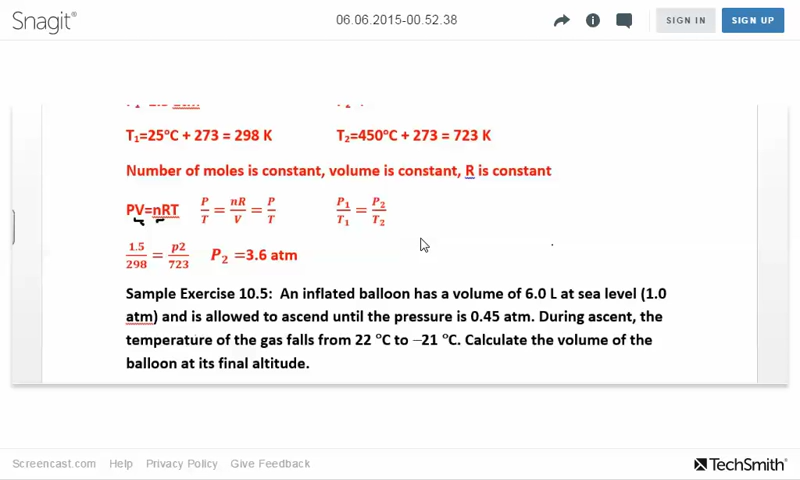 Snagit®
06.06.2015-00.52.38
SIGN IN
SIGN UP
T₁=25°C + 273 = 298 K
T₂=450°C + 273 = 723 K
Number of moles is constant, volume is constant, R is constant
PV=nRT P/T = nR/V = P/T P₁/T₁ = P₂/T₂
1.5/298 = p2/723 P₂ =3.6 atm
Sample Exercise 10.5: An inflated balloon has a volume of 6.0 L at sea level (1.0
atm) and is allowed to ascend until the pressure is 0.45 atm. During ascent, the
temperature of the gas falls from 22 °C to −21 °C. Calculate the volume of the
balloon at its final altitude.
Screencast.com Help Privacy Policy Give Feedback
TechSmith®